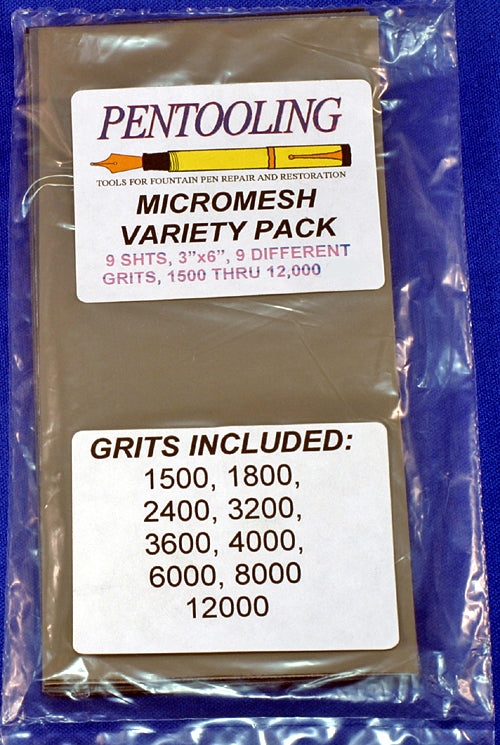 PENTOOLING
TOOLS FOR FOUNTAIN PEN REPAIR AND RESTORATION
MICROMESH
VARIETY PACK
9 SHTS, 3"x6", 9 DIFFERENT
GRITS, 1500 THRU 12,000
GRITS INCLUDED:
1500, 1800,
2400, 3200,
3600, 4000,
6000, 8000
12000